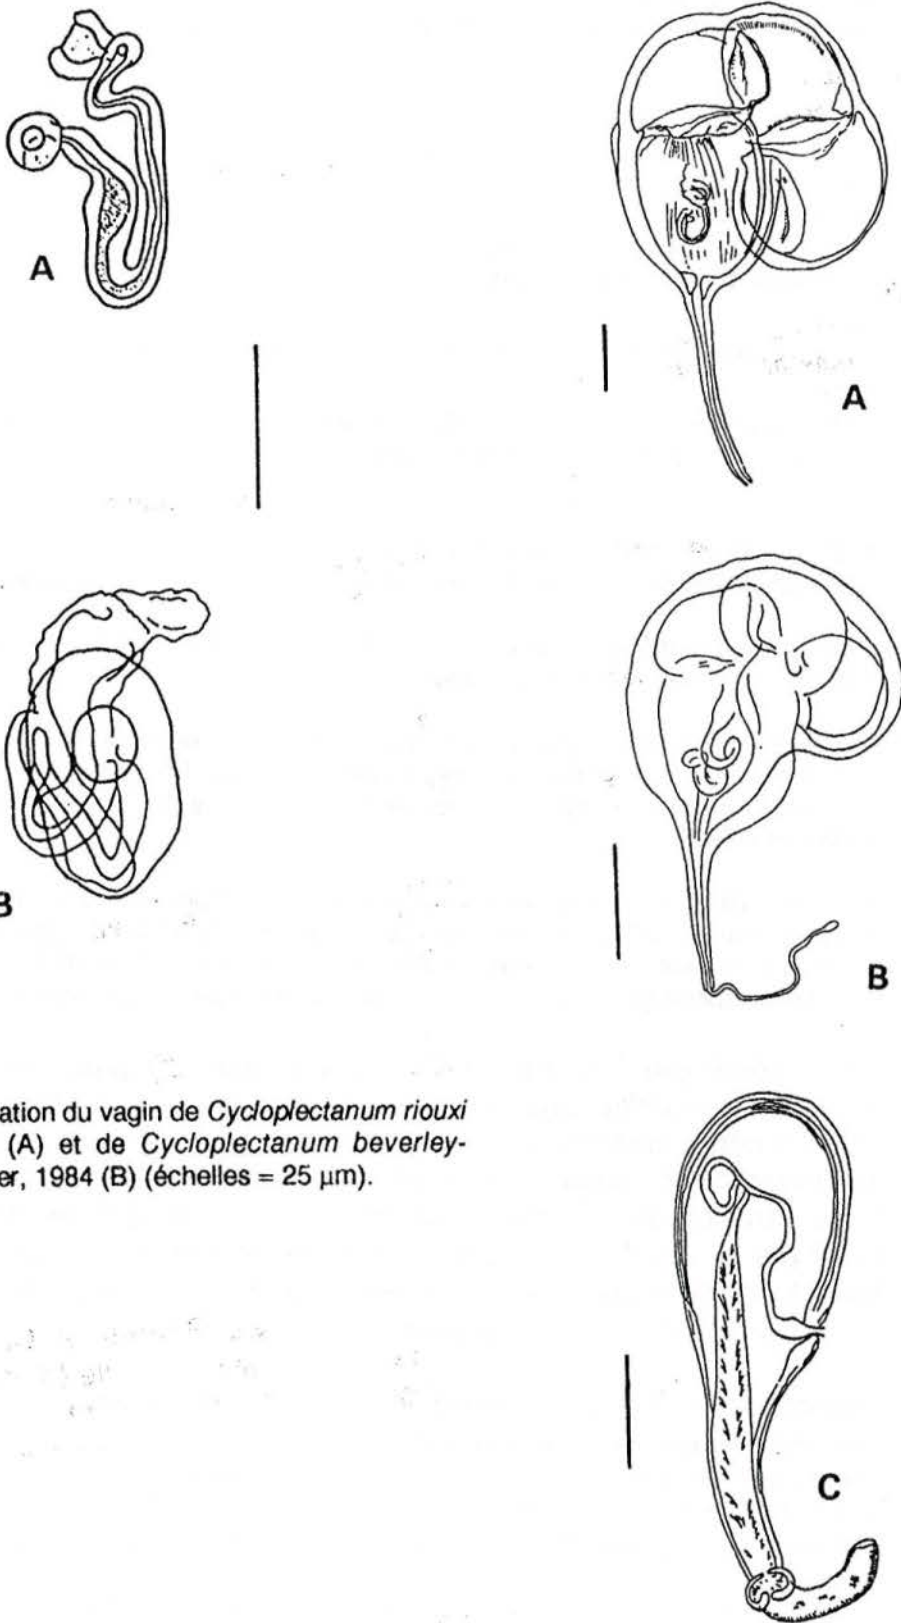 A
A
B
B
ation du vagin de Cycloplectanum riouxi
(A) et de Cycloplectanum beverley-
er, 1984 (B) (échelles = 25 µm).
C